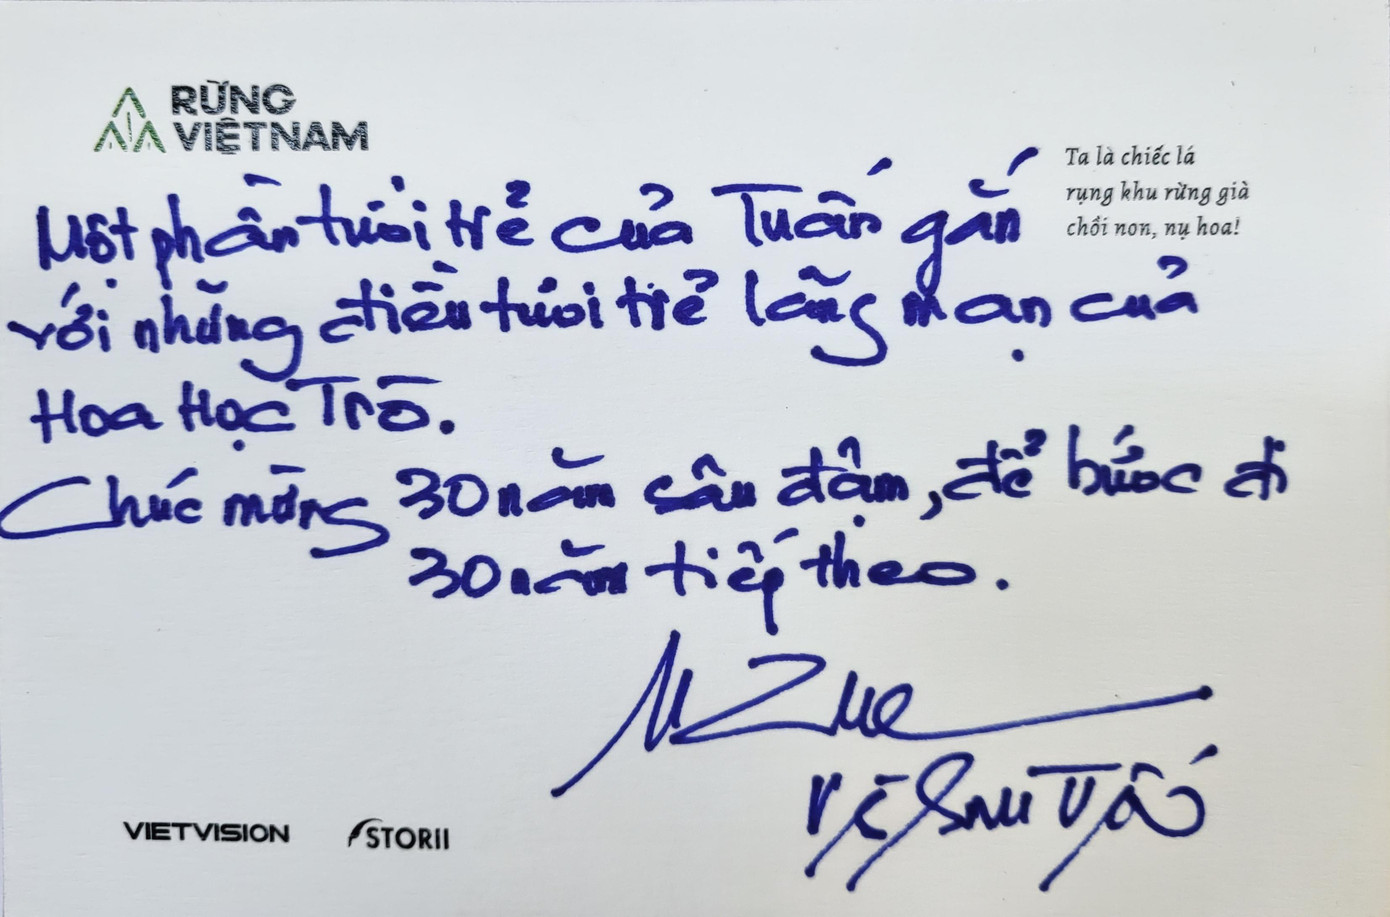 RỪNG
VIỆTNAM
Ta là chiếc lá
rụng khu rừng già
chồi non, nụ hoa!
Một phần tuổi trẻ của Tuấn gắn
với những điều tuổi trẻ lãng mạn của
Hoa Học Trò.
Chúc mừng 30 năm sâu đậm, để bước đi
30 năm tiếp theo.
VIETVISION
STORII